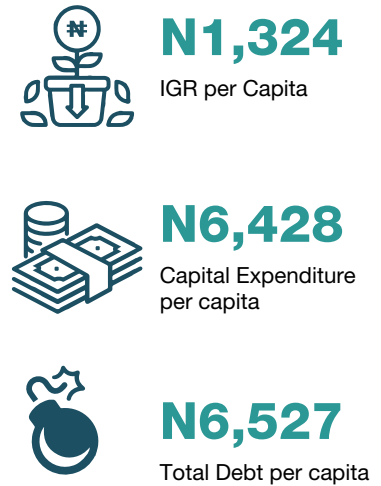 ₦
N1,324
IGR per Capita
N6,428
Capital Expenditure
per capita
N6,527
Total Debt per capita